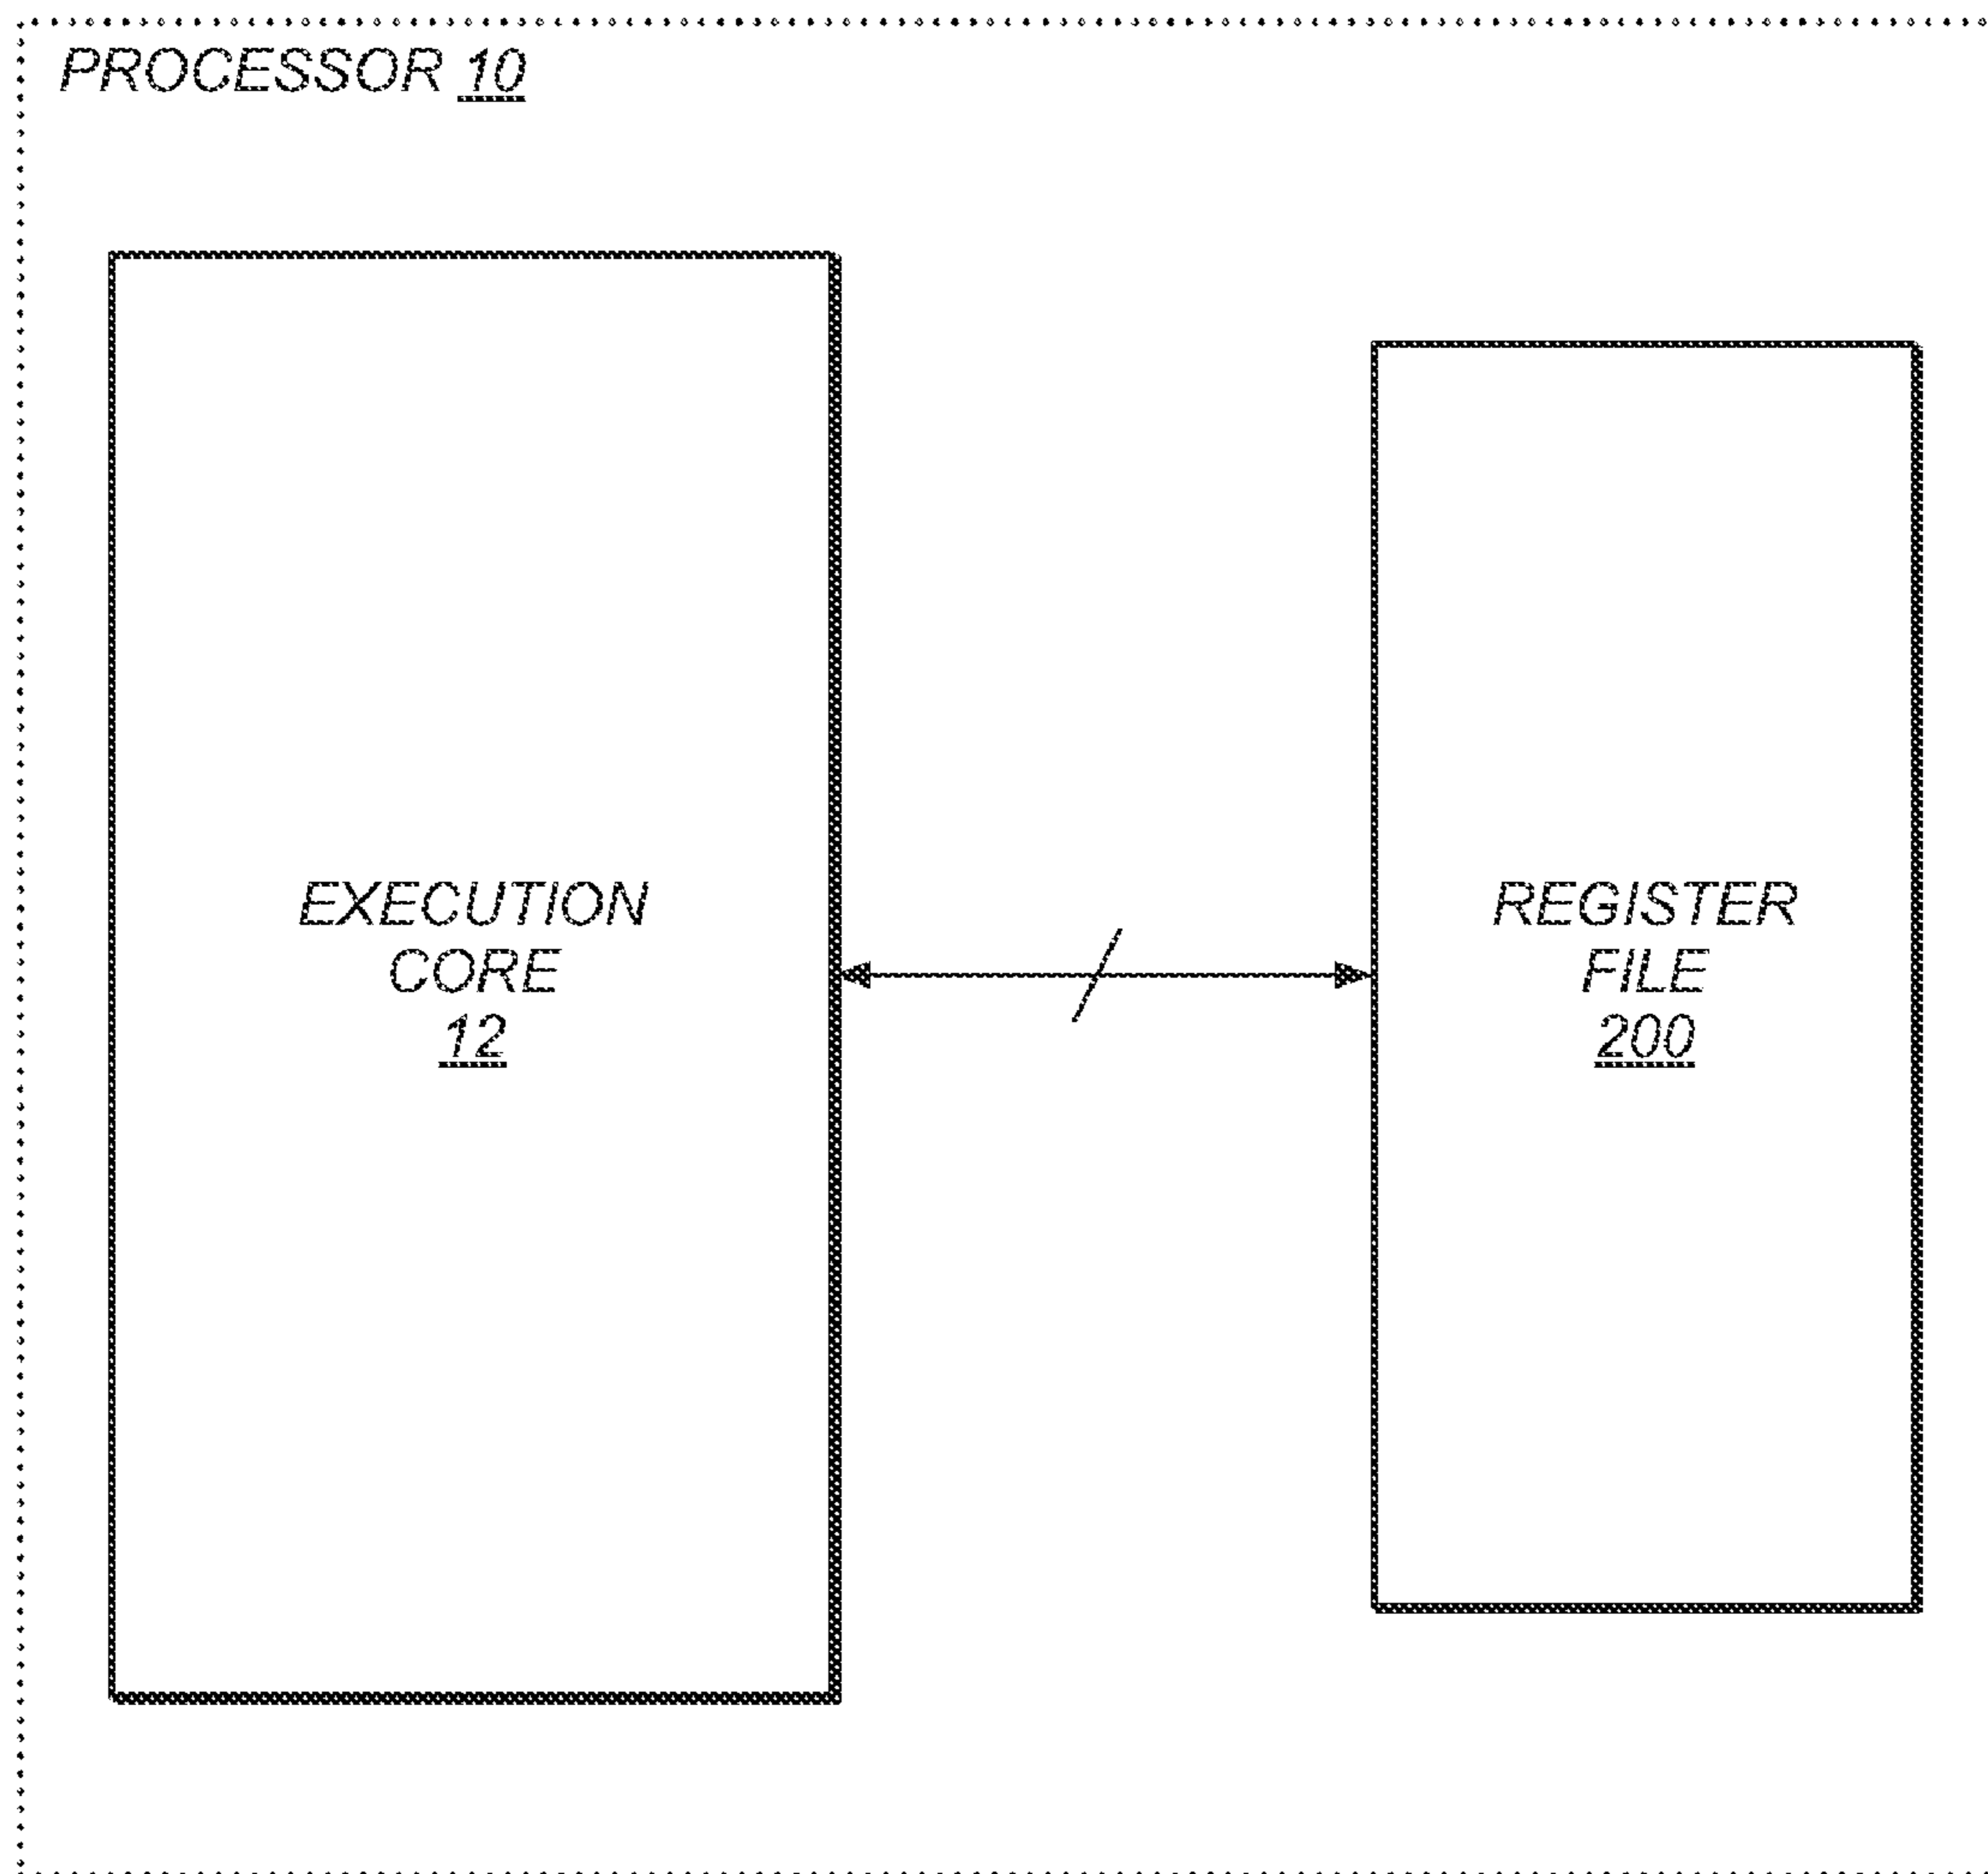 PROCESSOR 10
EXECUTION
CORE
12
REGISTER
FILE
200